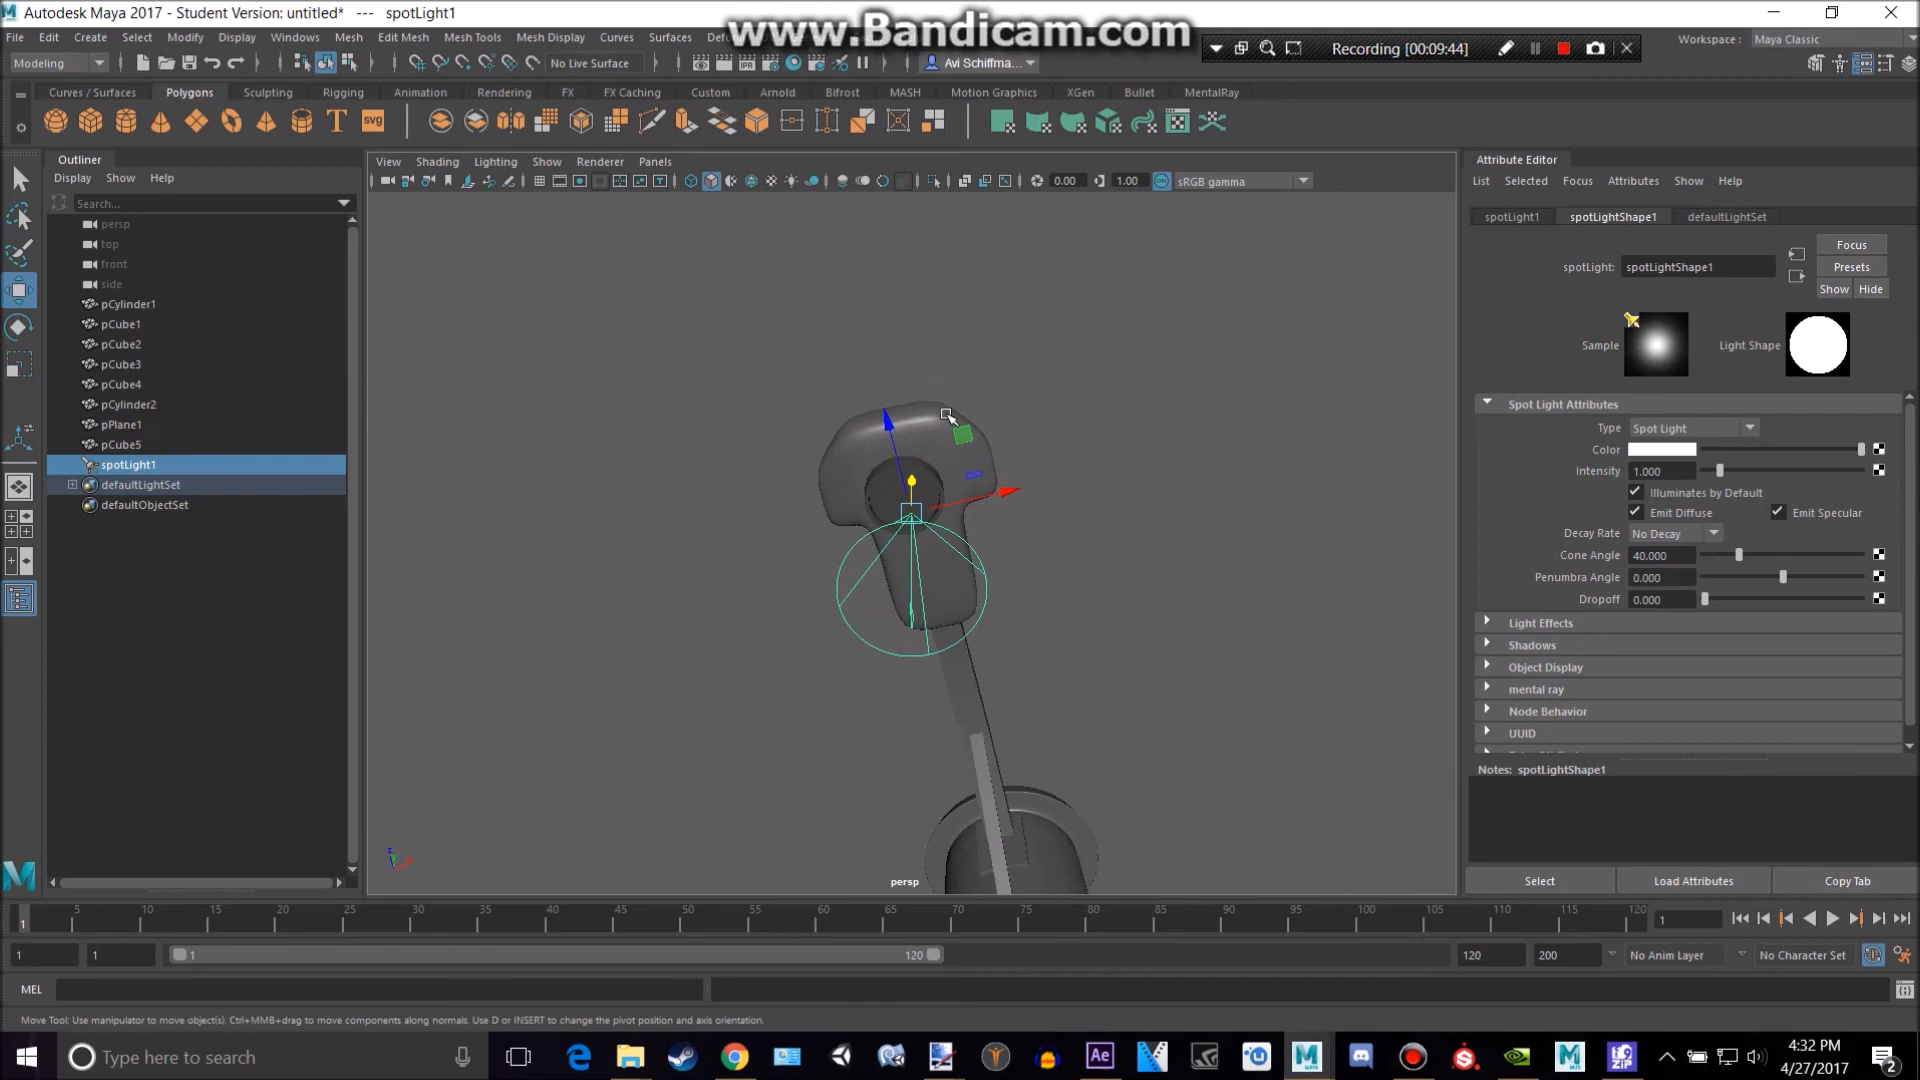 Autodesk Maya 2017 - Student Version: untitled* --- spotLight1
www.Bandicam.com
Recording [00:09:44]
Workspace : Maya Classic
File Edit Create Select Modify Display Windows Mesh Edit Mesh Mesh Tools Mesh Display Curves Surfaces
Modeling No Live Surface Avi Schiffma...
Curves / Surfaces Polygons Sculpting Rigging Animation Rendering FX FX Caching Custom Arnold Bifrost MASH Motion Graphics XGen Bullet MentalRay
T svg
Outliner
Display Show Help
Search...
persp
top
front
side
pCylinder1
pCube1
pCube2
pCube3
pCube4
pCylinder2
pPlane1
pCube5
spotLight1
defaultLightSet
defaultObjectSet
View Shading Lighting Show Renderer Panels
0.00 1.00 sRGB gamma
persp
Attribute Editor
List Selected Focus Attributes Show Help
spotLight1 spotLightShape1 defaultLightSet
spotLight: spotLightShape1
Focus
Presets
Show Hide
Sample Light Shape
Spot Light Attributes
Type Spot Light
Color
Intensity 1.000
Illuminates by Default
Emit Diffuse Emit Specular
Decay Rate No Decay
Cone Angle 40.000
Penumbra Angle 0.000
Dropoff 0.000
Light Effects
Shadows
Object Display
mental ray
Node Behavior
UUID
Notes: spotLightShape1
Select Load Attributes Copy Tab
1 5 10 15 20 25 30 35 40 45 50 55 60 65 70 75 80 85 90 95 100 105 110 115 120 1
1 1 1 120 120 200 No Anim Layer No Character Set
MEL
Move Tool: Use manipulator to move object(s). Ctrl+MMB+drag to move components along normals. Use D or INSERT to change the pivot position and axis orientation.
Type here to search
4:32 PM
4/27/2017
2